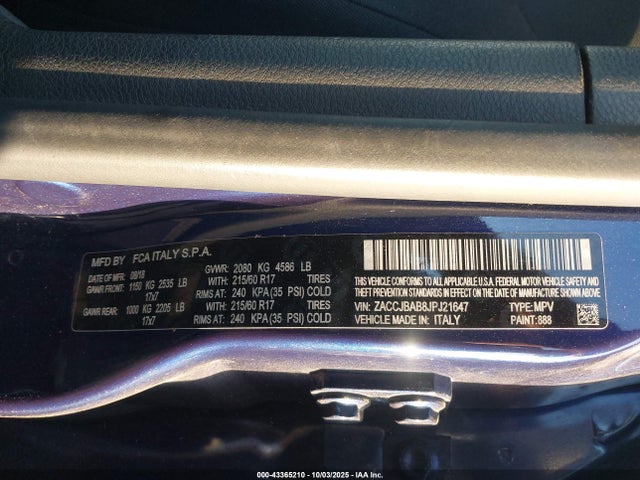 MFD BY FCA ITALY S.P.A.
DATE OF MFR: 08/18 GVWR: 2080 KG 4586 LB
GAWR FRONT: 1150 KG 2535 LB WITH 215/60 R17 TIRES
17x7 RIMS AT: 240 KPA(35 PSI) COLD
GAWR REAR: 1000 KG 2205 LB WITH 215/60 R17 TIRES
17x7 RIMS AT: 240 KPA(35 PSI) COLD
THIS VEHICLE CONFORMS TO ALL APPLICABLE U.S.A. FEDERAL MOTOR VEHICLE
SAFETY, BUMPER, AND THEFT PREVENTION STANDARDS IN EFFECT ON THE DATE
OF MANUFACTURE SHOWN ABOVE.
VIN: ZACCJBAB8JPJ21647 TYPE: MPV
VEHICLE MADE IN: ITALY PAINT: 888
000-43365210 - 10/03/2025 - IAAI, Inc.